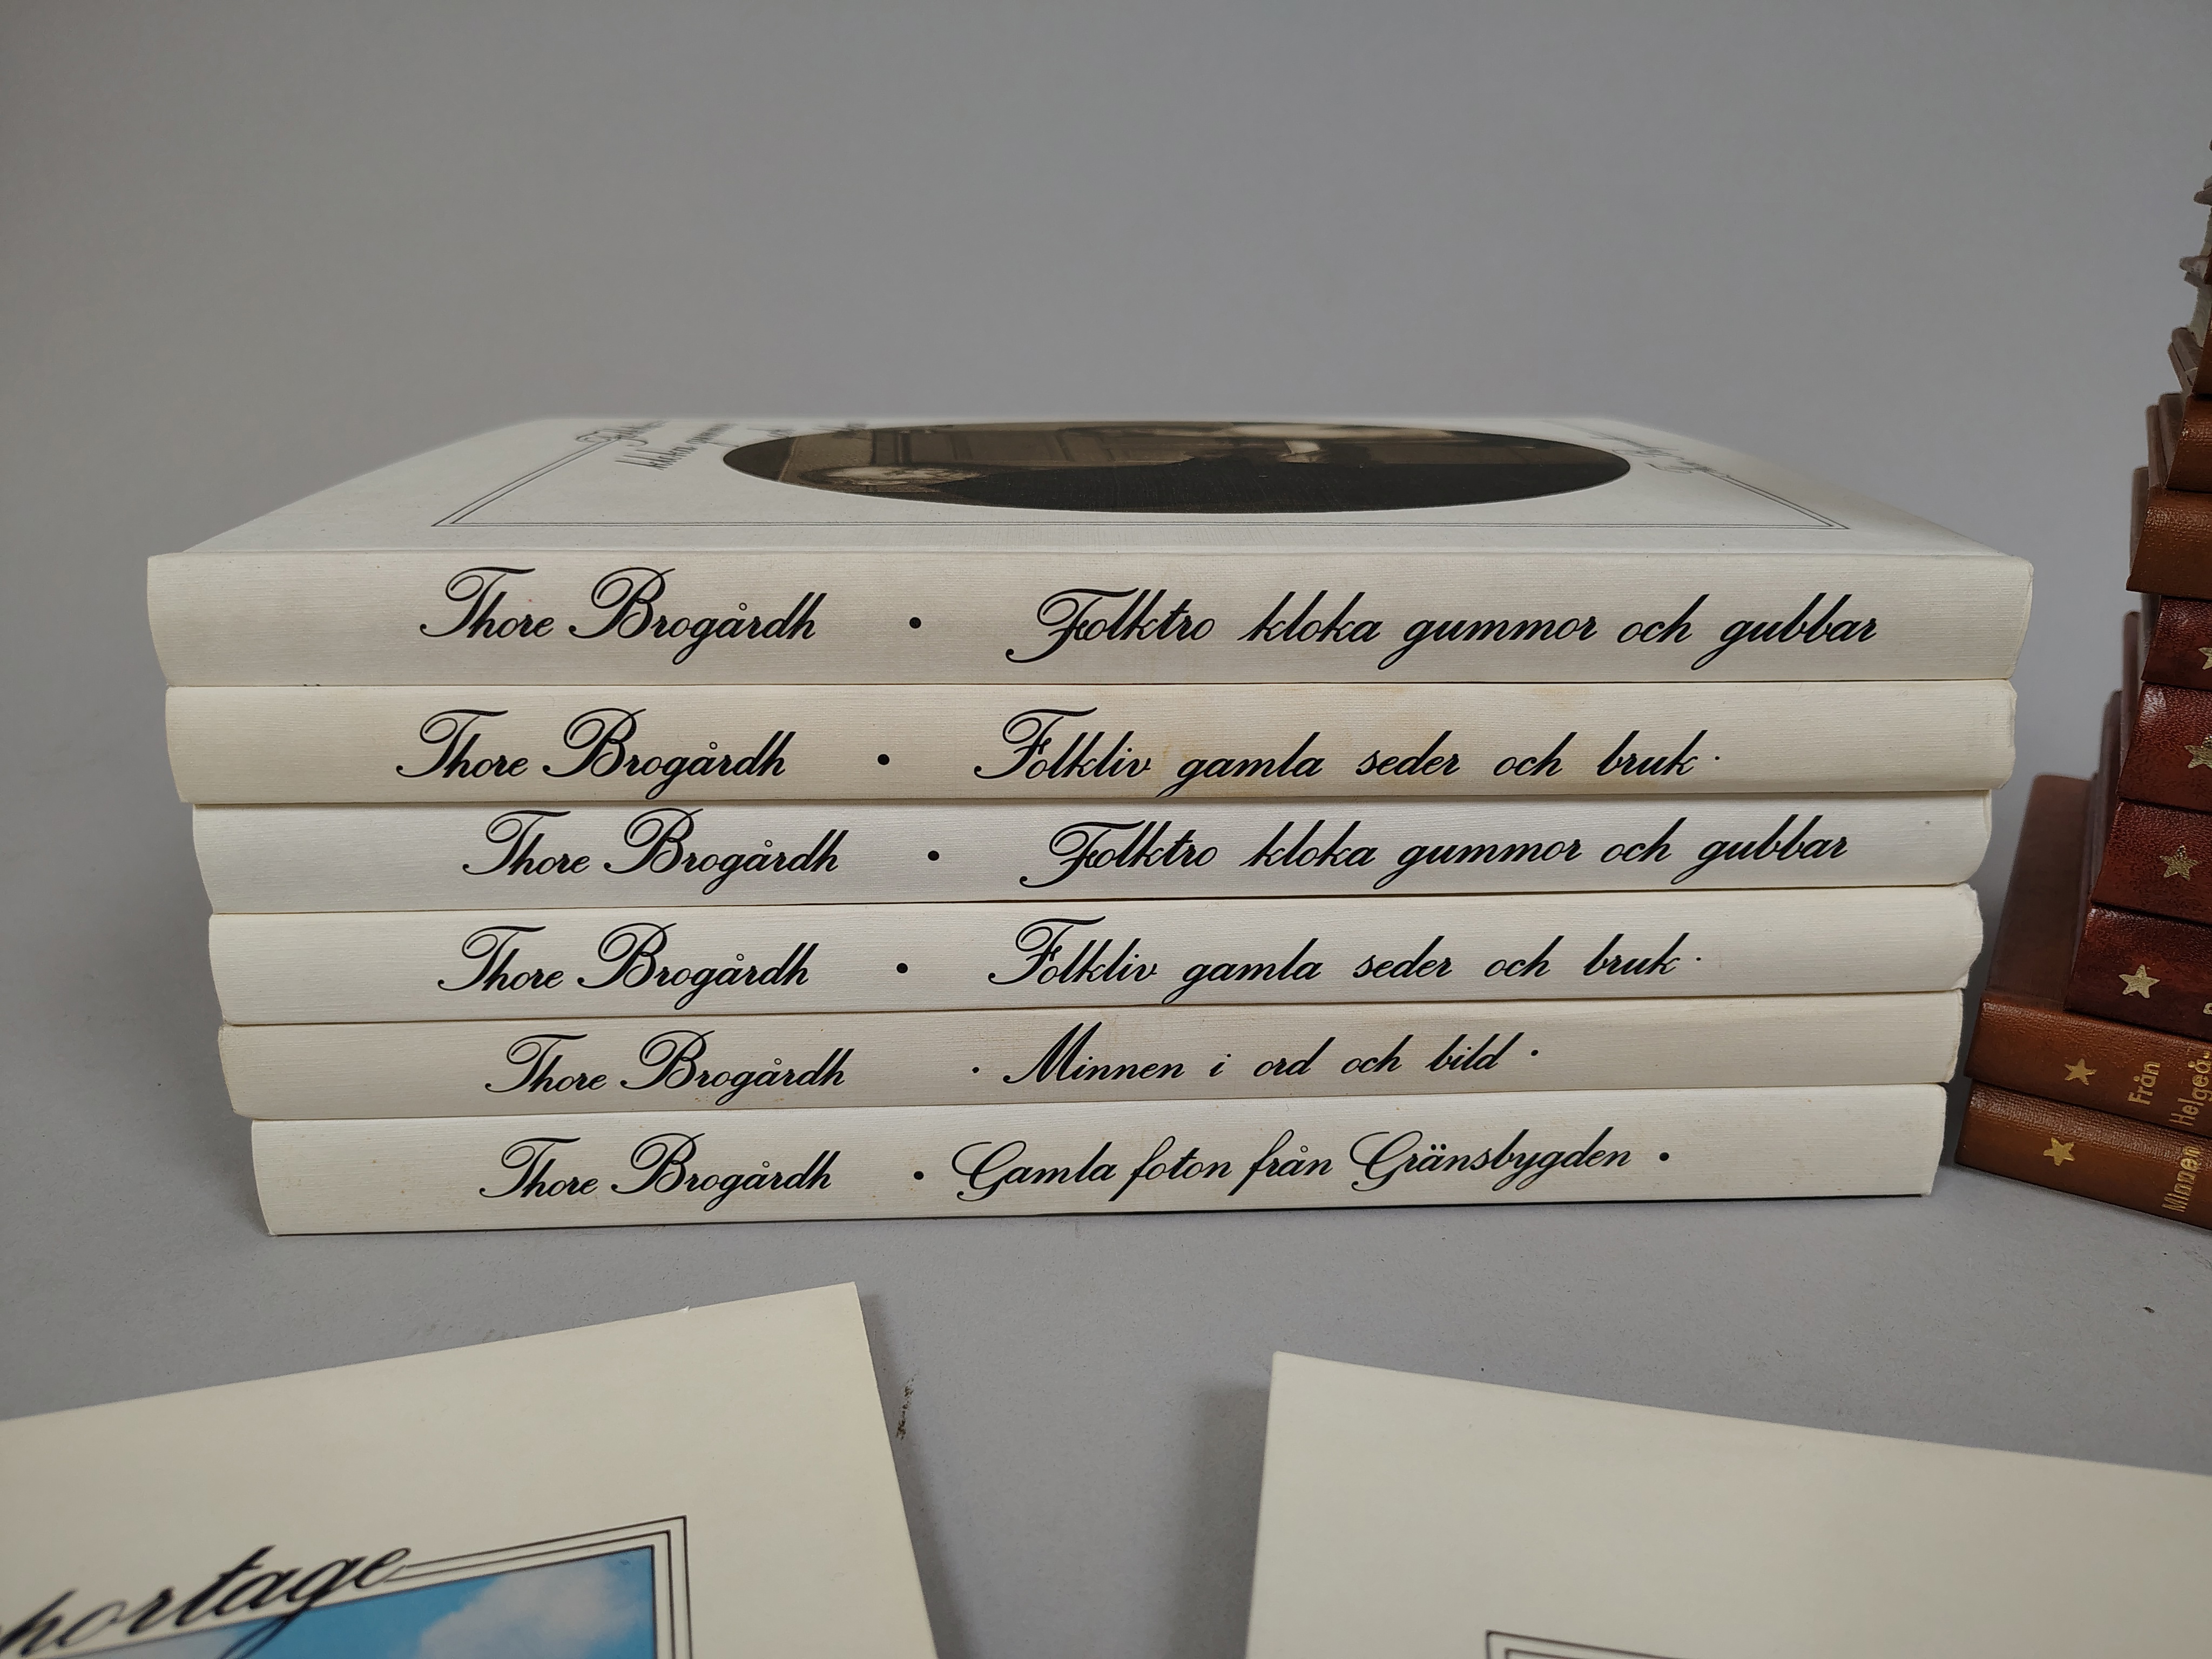 Thore Brogårdh • Folktro kloka gummor och gubbar
Thore Brogårdh • Folkliv gamla seder och bruk ·
Thore Brogårdh • Folktro kloka gummor och gubbar
Thore Brogårdh • Folkliv gamla seder och bruk ·
Thore Brogårdh · Minnen i ord och bild ·
Thore Brogårdh • Gamla foton från Gränsbygden •
Från
Minnen